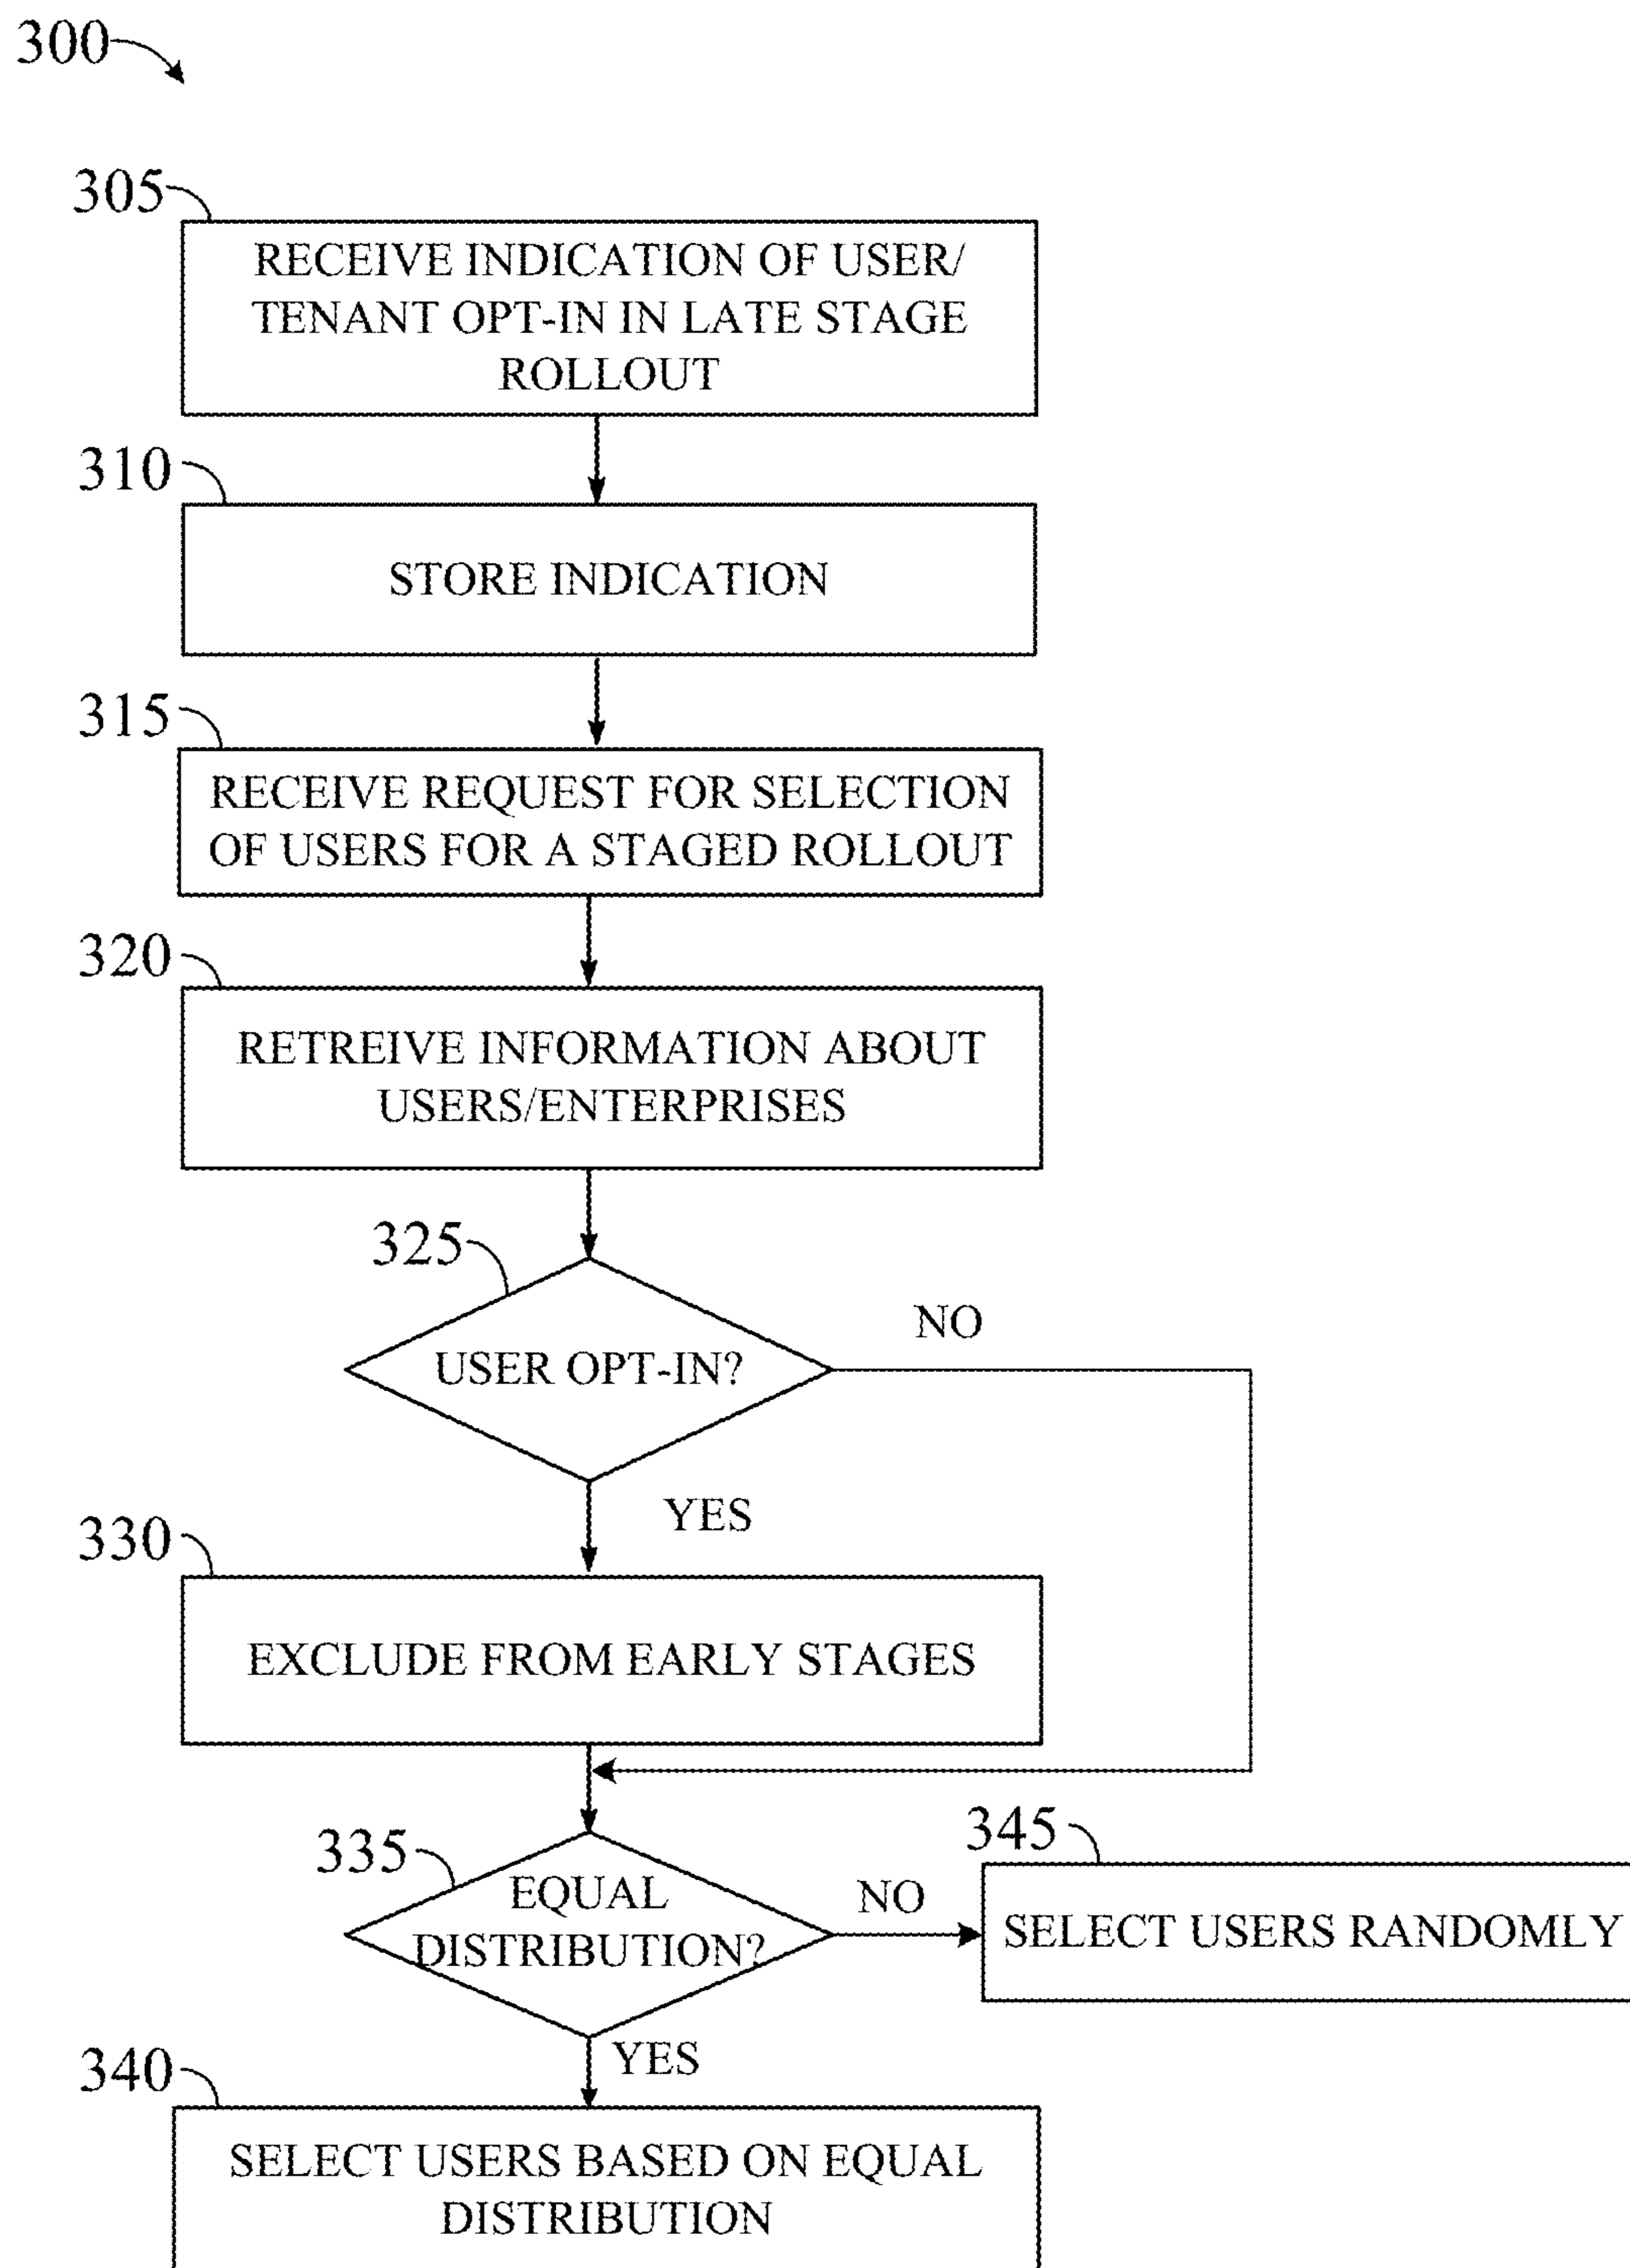 300
305
RECEIVE INDICATION OF USER/
TENANT OPT-IN IN LATE STAGE
ROLLOUT
310
STORE INDICATION
315
RECEIVE REQUEST FOR SELECTION
OF USERS FOR A STAGED ROLLOUT
320
RETREIVE INFORMATION ABOUT
USERS/ENTERPRISES
325
USER OPT-IN?
NO
YES
330
EXCLUDE FROM EARLY STAGES
335
EQUAL
DISTRIBUTION?
NO
345
SELECT USERS RANDOMLY
YES
340
SELECT USERS BASED ON EQUAL
DISTRIBUTION